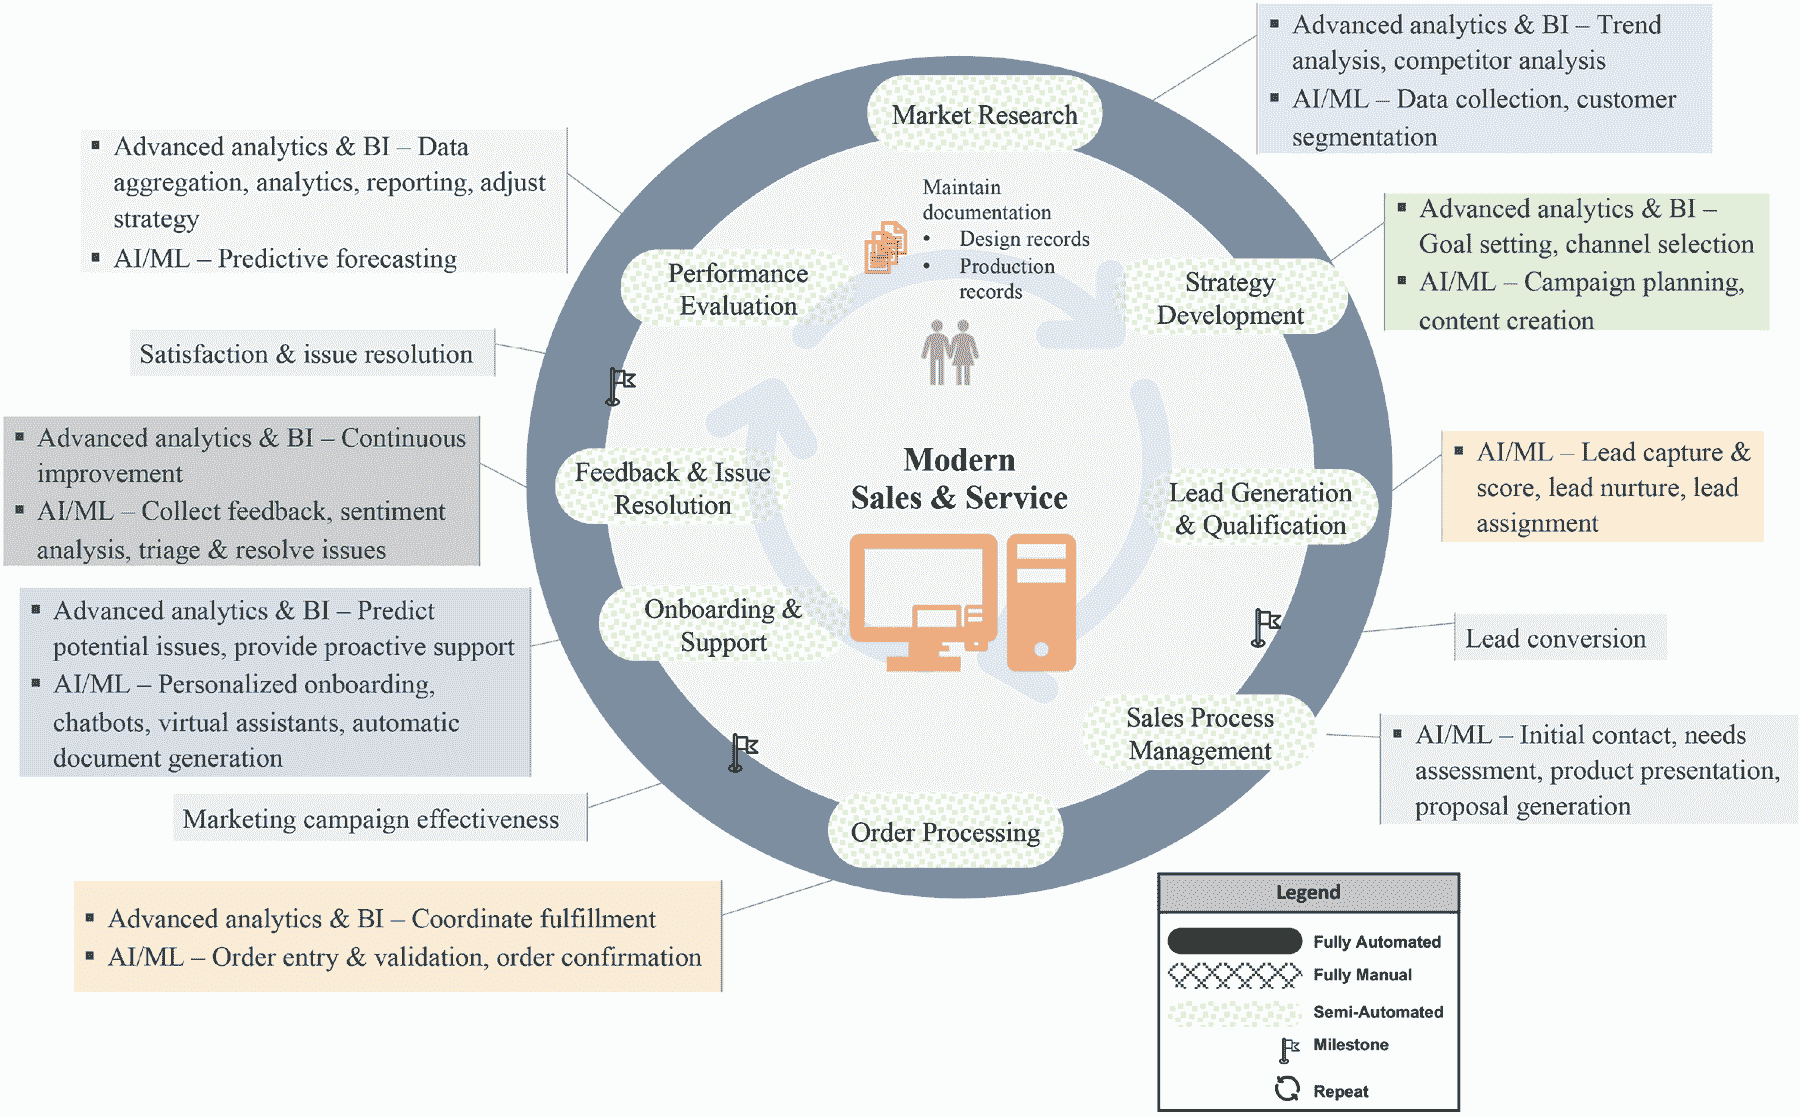 Market Research
▪ Advanced analytics & BI – Trend
analysis, competitor analysis
▪ AI/ML – Data collection, customer
segmentation
Strategy
Development
▪ Advanced analytics & BI –
Goal setting, channel selection
▪ AI/ML – Campaign planning,
content creation
Lead Generation
& Qualification
▪ AI/ML – Lead capture &
score, lead nurture, lead
assignment
Lead conversion
Sales Process
Management
▪ AI/ML – Initial contact, needs
assessment, product presentation,
proposal generation
Order Processing
▪ Advanced analytics & BI – Coordinate fulfillment
▪ AI/ML – Order entry & validation, order confirmation
Marketing campaign effectiveness
Onboarding &
Support
▪ Advanced analytics & BI – Predict
potential issues, provide proactive support
▪ AI/ML – Personalized onboarding,
chatbots, virtual assistants, automatic
document generation
Feedback & Issue
Resolution
▪ Advanced analytics & BI – Continuous
improvement
▪ AI/ML – Collect feedback, sentiment
analysis, triage & resolve issues
Satisfaction & issue resolution
Performance
Evaluation
▪ Advanced analytics & BI – Data
aggregation, analytics, reporting, adjust
strategy
▪ AI/ML – Predictive forecasting
Maintain
documentation
• Design records
• Production
records
Modern
Sales & Service
Legend
Fully Automated
Fully Manual
Semi-Automated
Milestone
Repeat